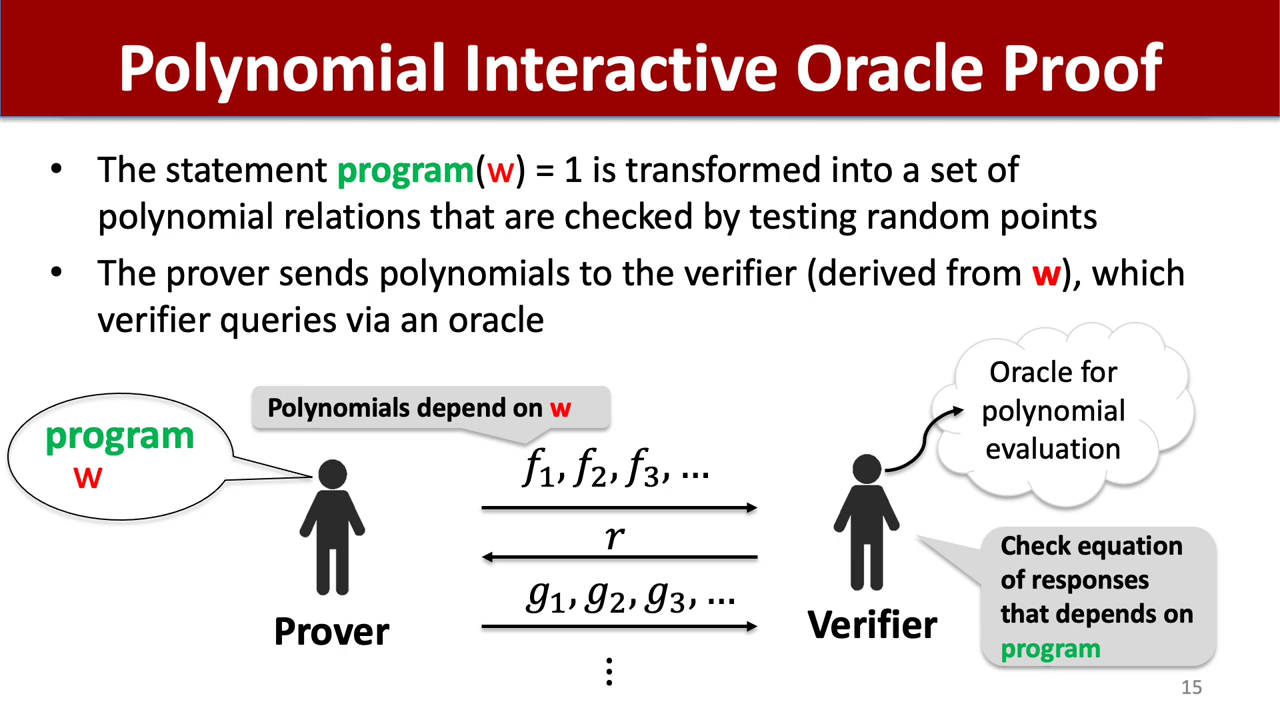 Polynomial Interactive Oracle Proof
• The statement program(w) = 1 is transformed into a set of
polynomial relations that are checked by testing random points
• The prover sends polynomials to the verifier (derived from w), which
verifier queries via an oracle
Oracle for
polynomial
evaluation
Polynomials depend on w
program
w
f₁, f₂, f₃, …
r
g₁, g₂, g₃, …
⋮
Prover
Verifier
Check equation
of responses
that depends on
program
15